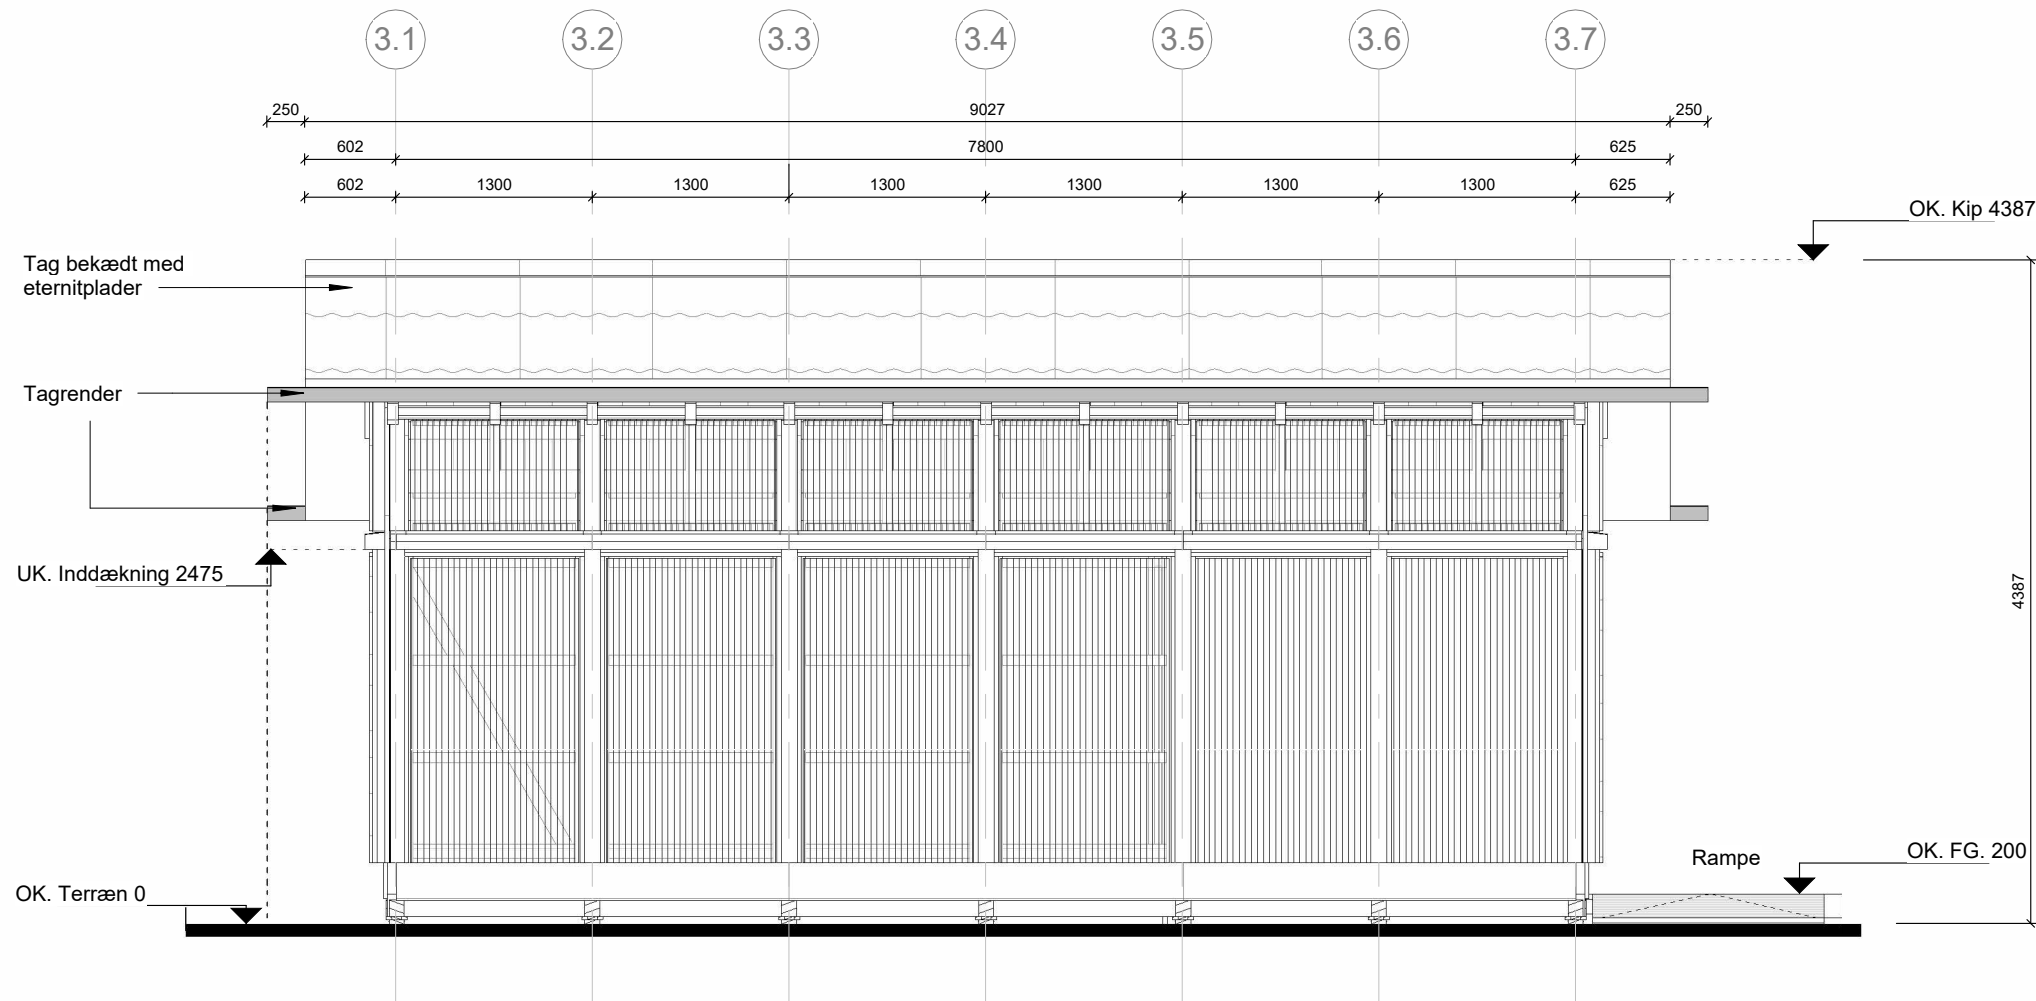 3.1 3.2 3.3 3.4 3.5 3.6 3.7
250 9027 250
602 7800 625
602 1300 1300 1300 1300 1300 1300 625
OK. Kip 4387
Tag bekædt med
eternitplader
Tagrender
UK. Inddækning 2475
4387
Rampe
OK. FG. 200
OK. Terræn 0